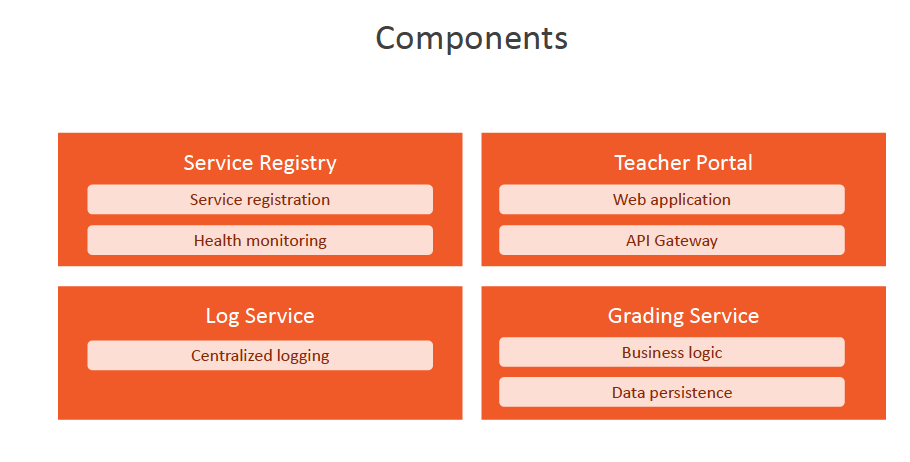 Components
Service Registry
Service registration
Health monitoring
Teacher Portal
Web application
API Gateway
Log Service
Centralized logging
Grading Service
Business logic
Data persistence